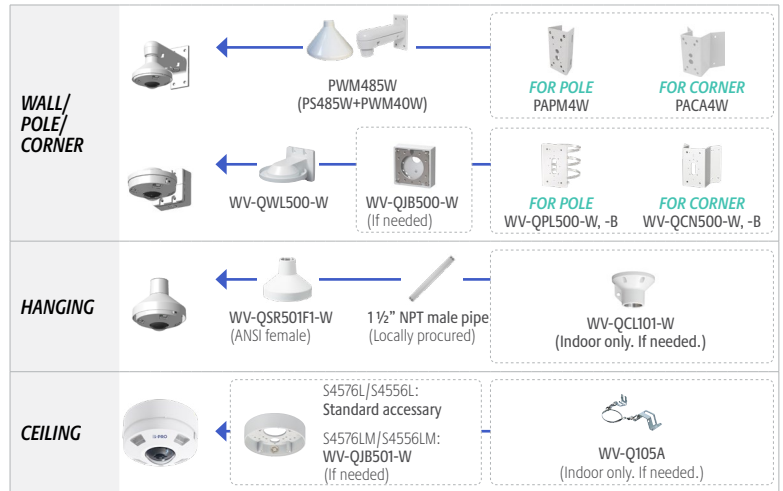 WALL/
POLE/
CORNER
PWM485W
(PS485W+PWM40W)
FOR POLE
PAPM4W
FOR CORNER
PACA4W
WV-QWL500-W
WV-QJB500-W
(If needed)
FOR POLE
WV-QPL500-W, -B
FOR CORNER
WV-QCN500-W, -B
HANGING
WV-QSR501F1-W
(ANSI female)
1 ½” NPT male pipe
(Locally procured)
WV-QCL101-W
(Indoor only. If needed.)
CEILING
i-PRO
S4576L/S4556L:
Standard accessary
S4576LM/S4556LM:
WV-QJB501-W
(If needed)
WV-Q105A
(Indoor only. If needed.)